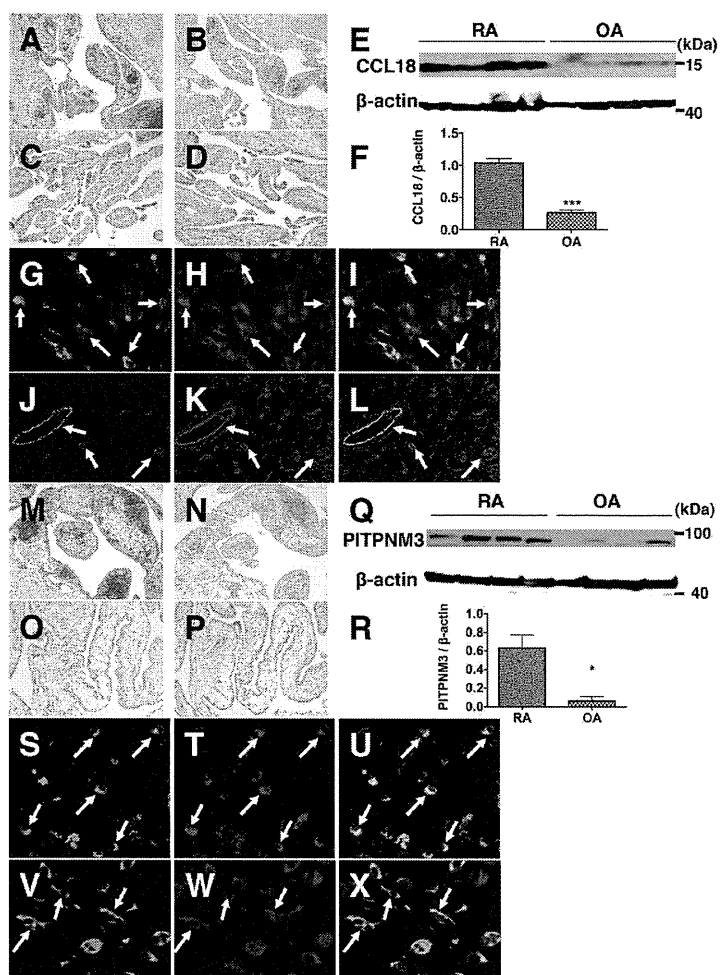 A
B
E
RA
OA
(kDa)
CCL18
15
β-actin
40
C
D
F
CCL18 / β-actin
1.5
1.0
0.5
0.0
***
RA
OA
G
H
I
J
K
L
M
N
Q
RA
OA
(kDa)
PITPNM3
100
β-actin
40
O
P
R
PITPNM3 / β-actin
0.8
0.6
0.4
0.2
0.0
*
RA
OA
S
T
U
V
W
X